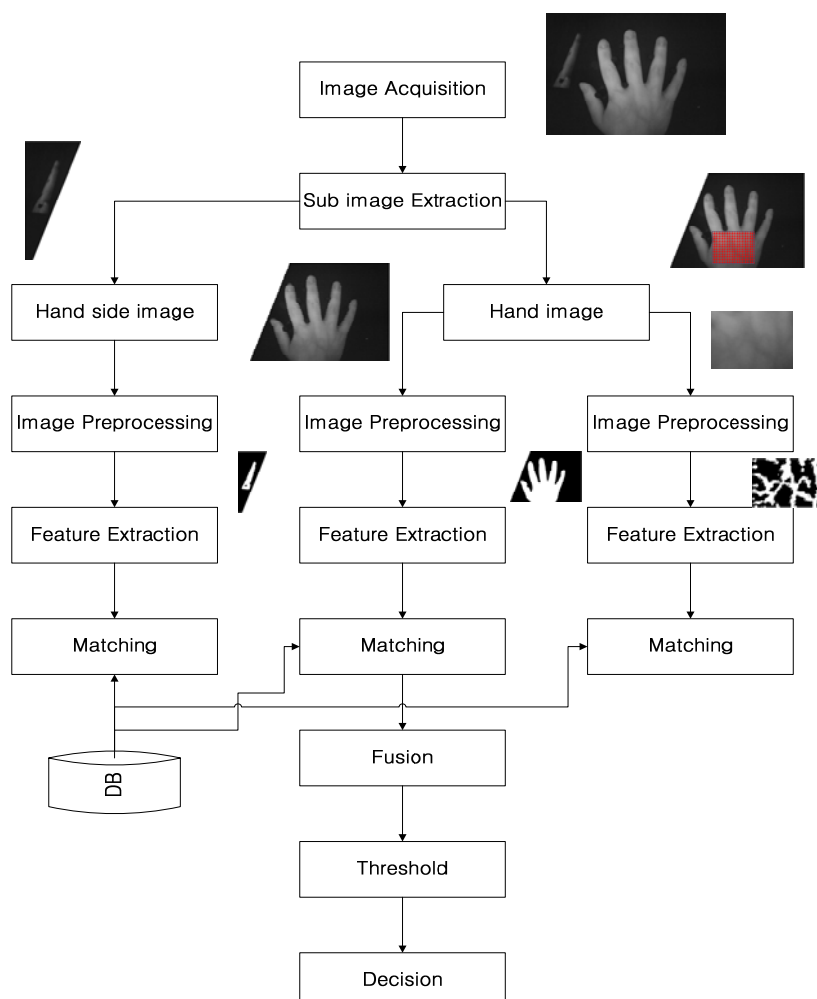 Image Acquisition
Sub image Extraction
Hand side image
Hand image
Image Preprocessing
Image Preprocessing
Image Preprocessing
Feature Extraction
Feature Extraction
Feature Extraction
Matching
Matching
Matching
DB
Fusion
Threshold
Decision